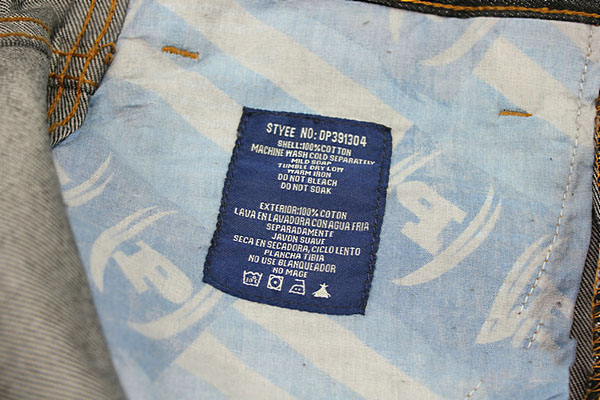 STYEE NO: DP391304
SHELL:100%COTTON
MACHINE WASH COLD SEPARATELY
MILD SOAP
TUMBLE DRY LOW
WARM IRON
DO NOT BLEACH
DO NOT SOAK
EXTERIOR:100% COTON
LAVA EN LAVADORA CON AGUA FRIA
SEPARADAMENTE
JAVON SUAVE
SECA EN SECADORA, CICLO LENTO
PLANCHA TIBIA
NO USE BLANQUEADOR
NO MAGE